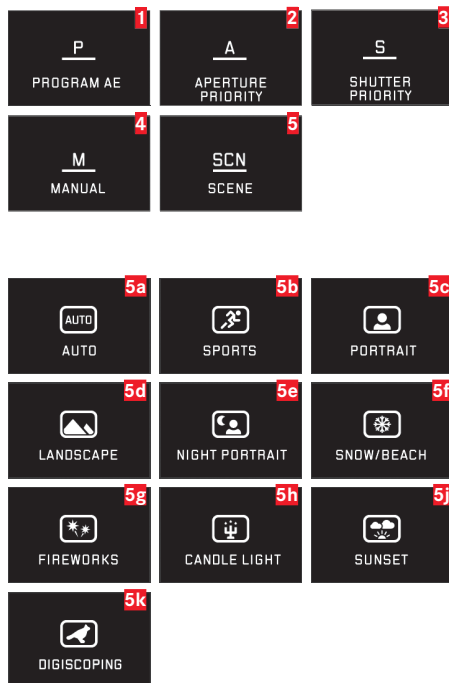 1
P
PROGRAM AE
2
A
APERTURE
PRIORITY
3
S
SHUTTER
PRIORITY
4
M
MANUAL
5
SCN
SCENE
5a
AUTO
AUTO
5b
SPORTS
5c
PORTRAIT
5d
LANDSCAPE
5e
NIGHT PORTRAIT
5f
SNOW/BEACH
5g
FIREWORKS
5h
CANDLE LIGHT
5j
SUNSET
5k
DIGISCOPING